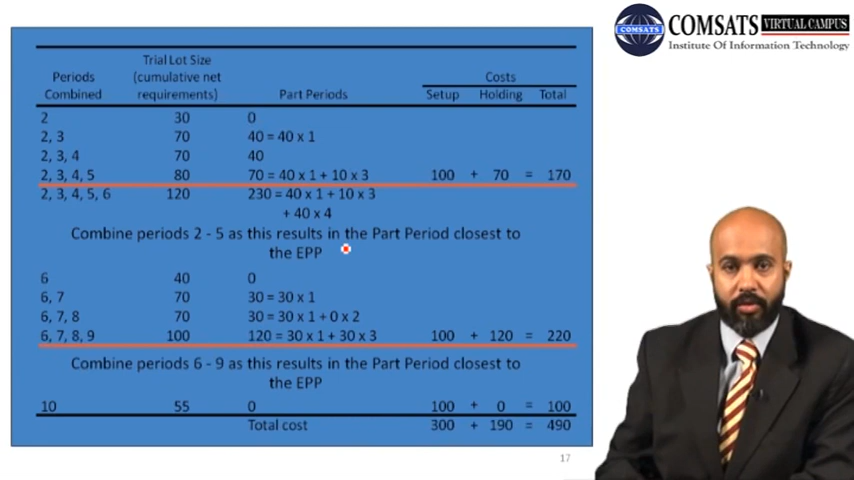 COMSATS VIRTUAL CAMPUS
COMSATS
Institute Of Information Technology
Trial Lot Size
Periods (cumulative net Costs
Combined requirements) Part Periods Setup Holding Total
2 30 0
2, 3 70 40 = 40 x 1
2, 3, 4 70 40
2, 3, 4, 5 80 70 = 40 x 1 + 10 x 3 100 + 70 = 170
2, 3, 4, 5, 6 120 230 = 40 x 1 + 10 x 3
+ 40 x 4
Combine periods 2 - 5 as this results in the Part Period closest to
the EPP
6 40 0
6, 7 70 30 = 30 x 1
6, 7, 8 70 30 = 30 x 1 + 0 x 2
6, 7, 8, 9 100 120 = 30 x 1 + 30 x 3 100 + 120 = 220
Combine periods 6 - 9 as this results in the Part Period closest to
the EPP
10 55 0 100 + 0 = 100
Total cost 300 + 190 = 490
17